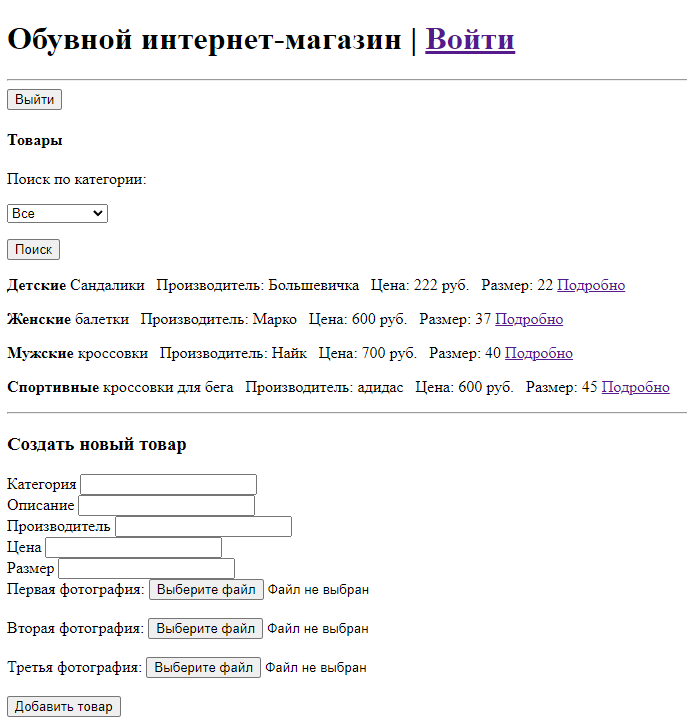 Обувной интернет-магазин | Войти
Выйти
Товары
Поиск по категории:
Все
Поиск
Детские Сандалики Производитель: Большевичка Цена: 222 руб. Размер: 22 Подробно
Женские балетки Производитель: Марко Цена: 600 руб. Размер: 37 Подробно
Мужские кроссовки Производитель: Найк Цена: 700 руб. Размер: 40 Подробно
Спортивные кроссовки для бега Производитель: адидас Цена: 600 руб. Размер: 45 Подробно
Создать новый товар
Категория
Описание
Производитель
Цена
Размер
Первая фотография: Выберите файл Файл не выбран
Вторая фотография: Выберите файл Файл не выбран
Третья фотография: Выберите файл Файл не выбран
Добавить товар